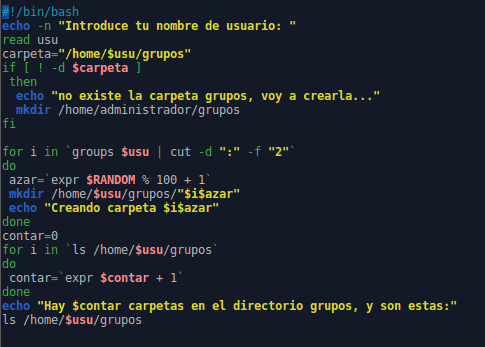 #!/bin/bash
echo -n "Introduce tu nombre de usuario: "
read usu
carpeta="/home/$usu/grupos"
if [ ! -d $carpeta ]
 then
  echo "no existe la carpeta grupos, voy a crearla..."
  mkdir /home/administrador/grupos
fi

for i in `groups $usu | cut -d ":" -f "2"`
do
 azar=`expr $RANDOM % 100 + 1`
 mkdir /home/$usu/grupos/"$i$azar"
 echo "Creando carpeta $i$azar"
done
contar=0
for i in `ls /home/$usu/grupos`
do
 contar=`expr $contar + 1`
done
echo "Hay $contar carpetas en el directorio grupos, y son estas:"
ls /home/$usu/grupos